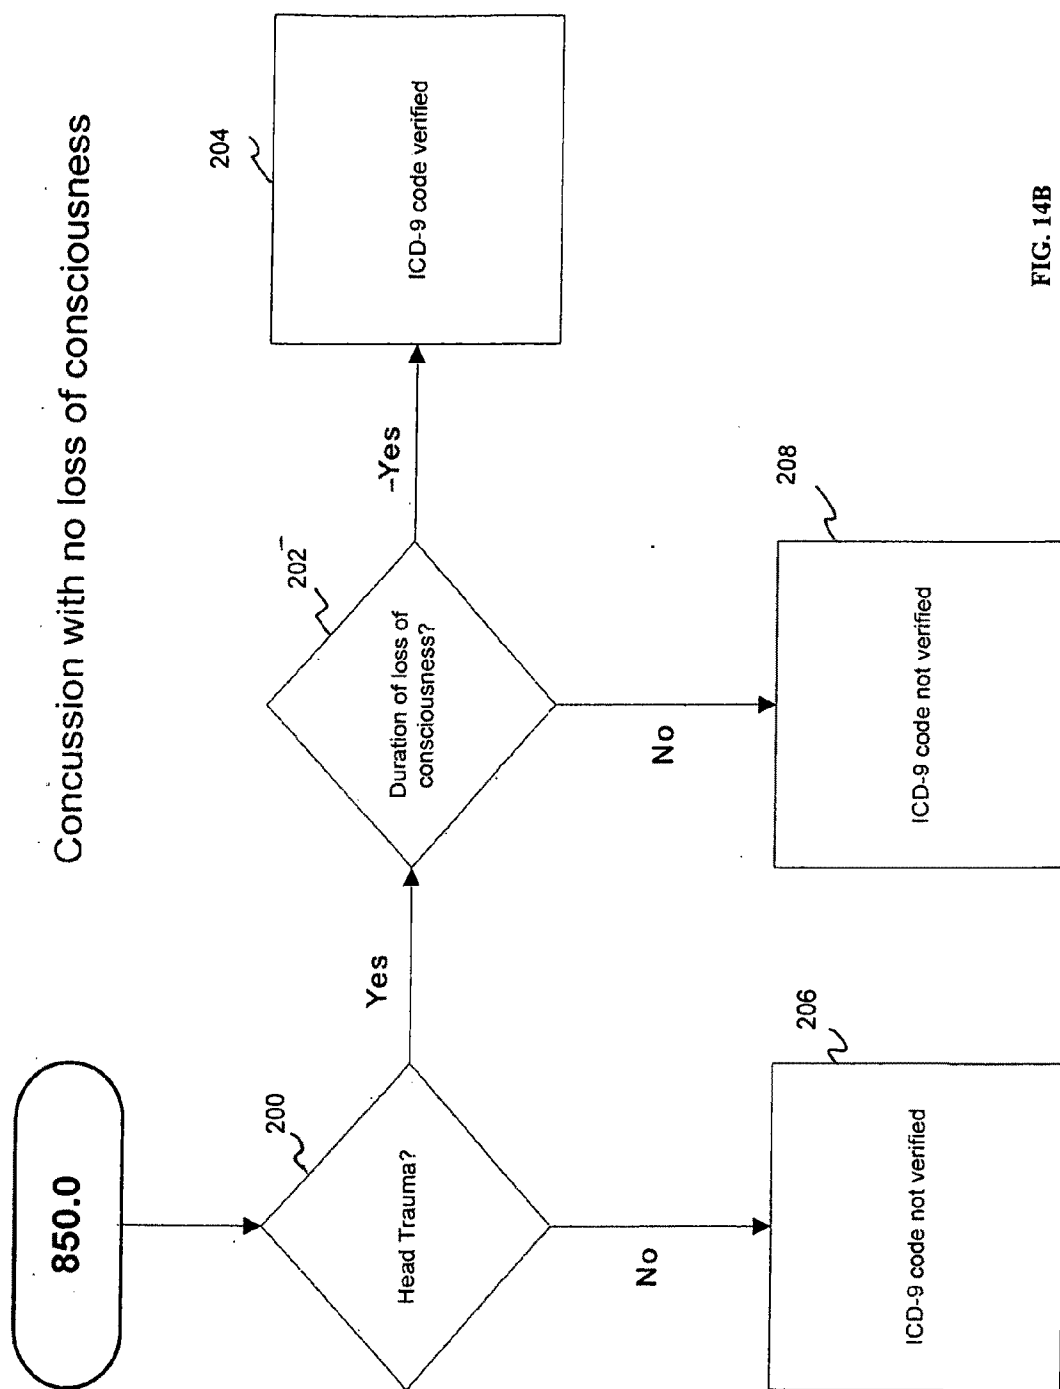 Concussion with no loss of consciousness
850.0
200
Head Trauma?
Yes
202
Duration of loss of
consciousness?
–Yes
204
ICD-9 code verified
No
206
ICD-9 code not verified
No
208
ICD-9 code not verified
FIG. 14B